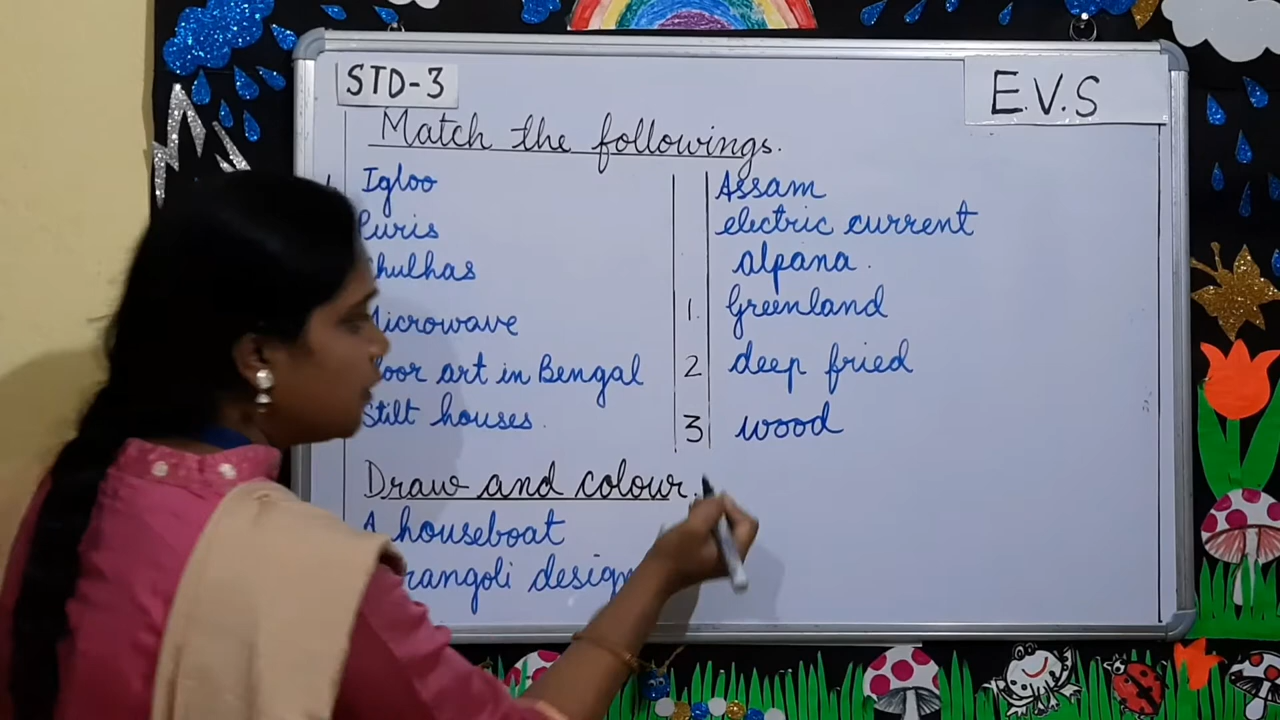 STD-3
E.V.S
Match the followings.
Igloo Assam
Puris electric current
Chulhas alpana.
Microwave 1. Greenland
floor art in Bengal 2 deep fried
Stilt houses. 3 wood
Draw and colour.
A houseboat
rangoli design